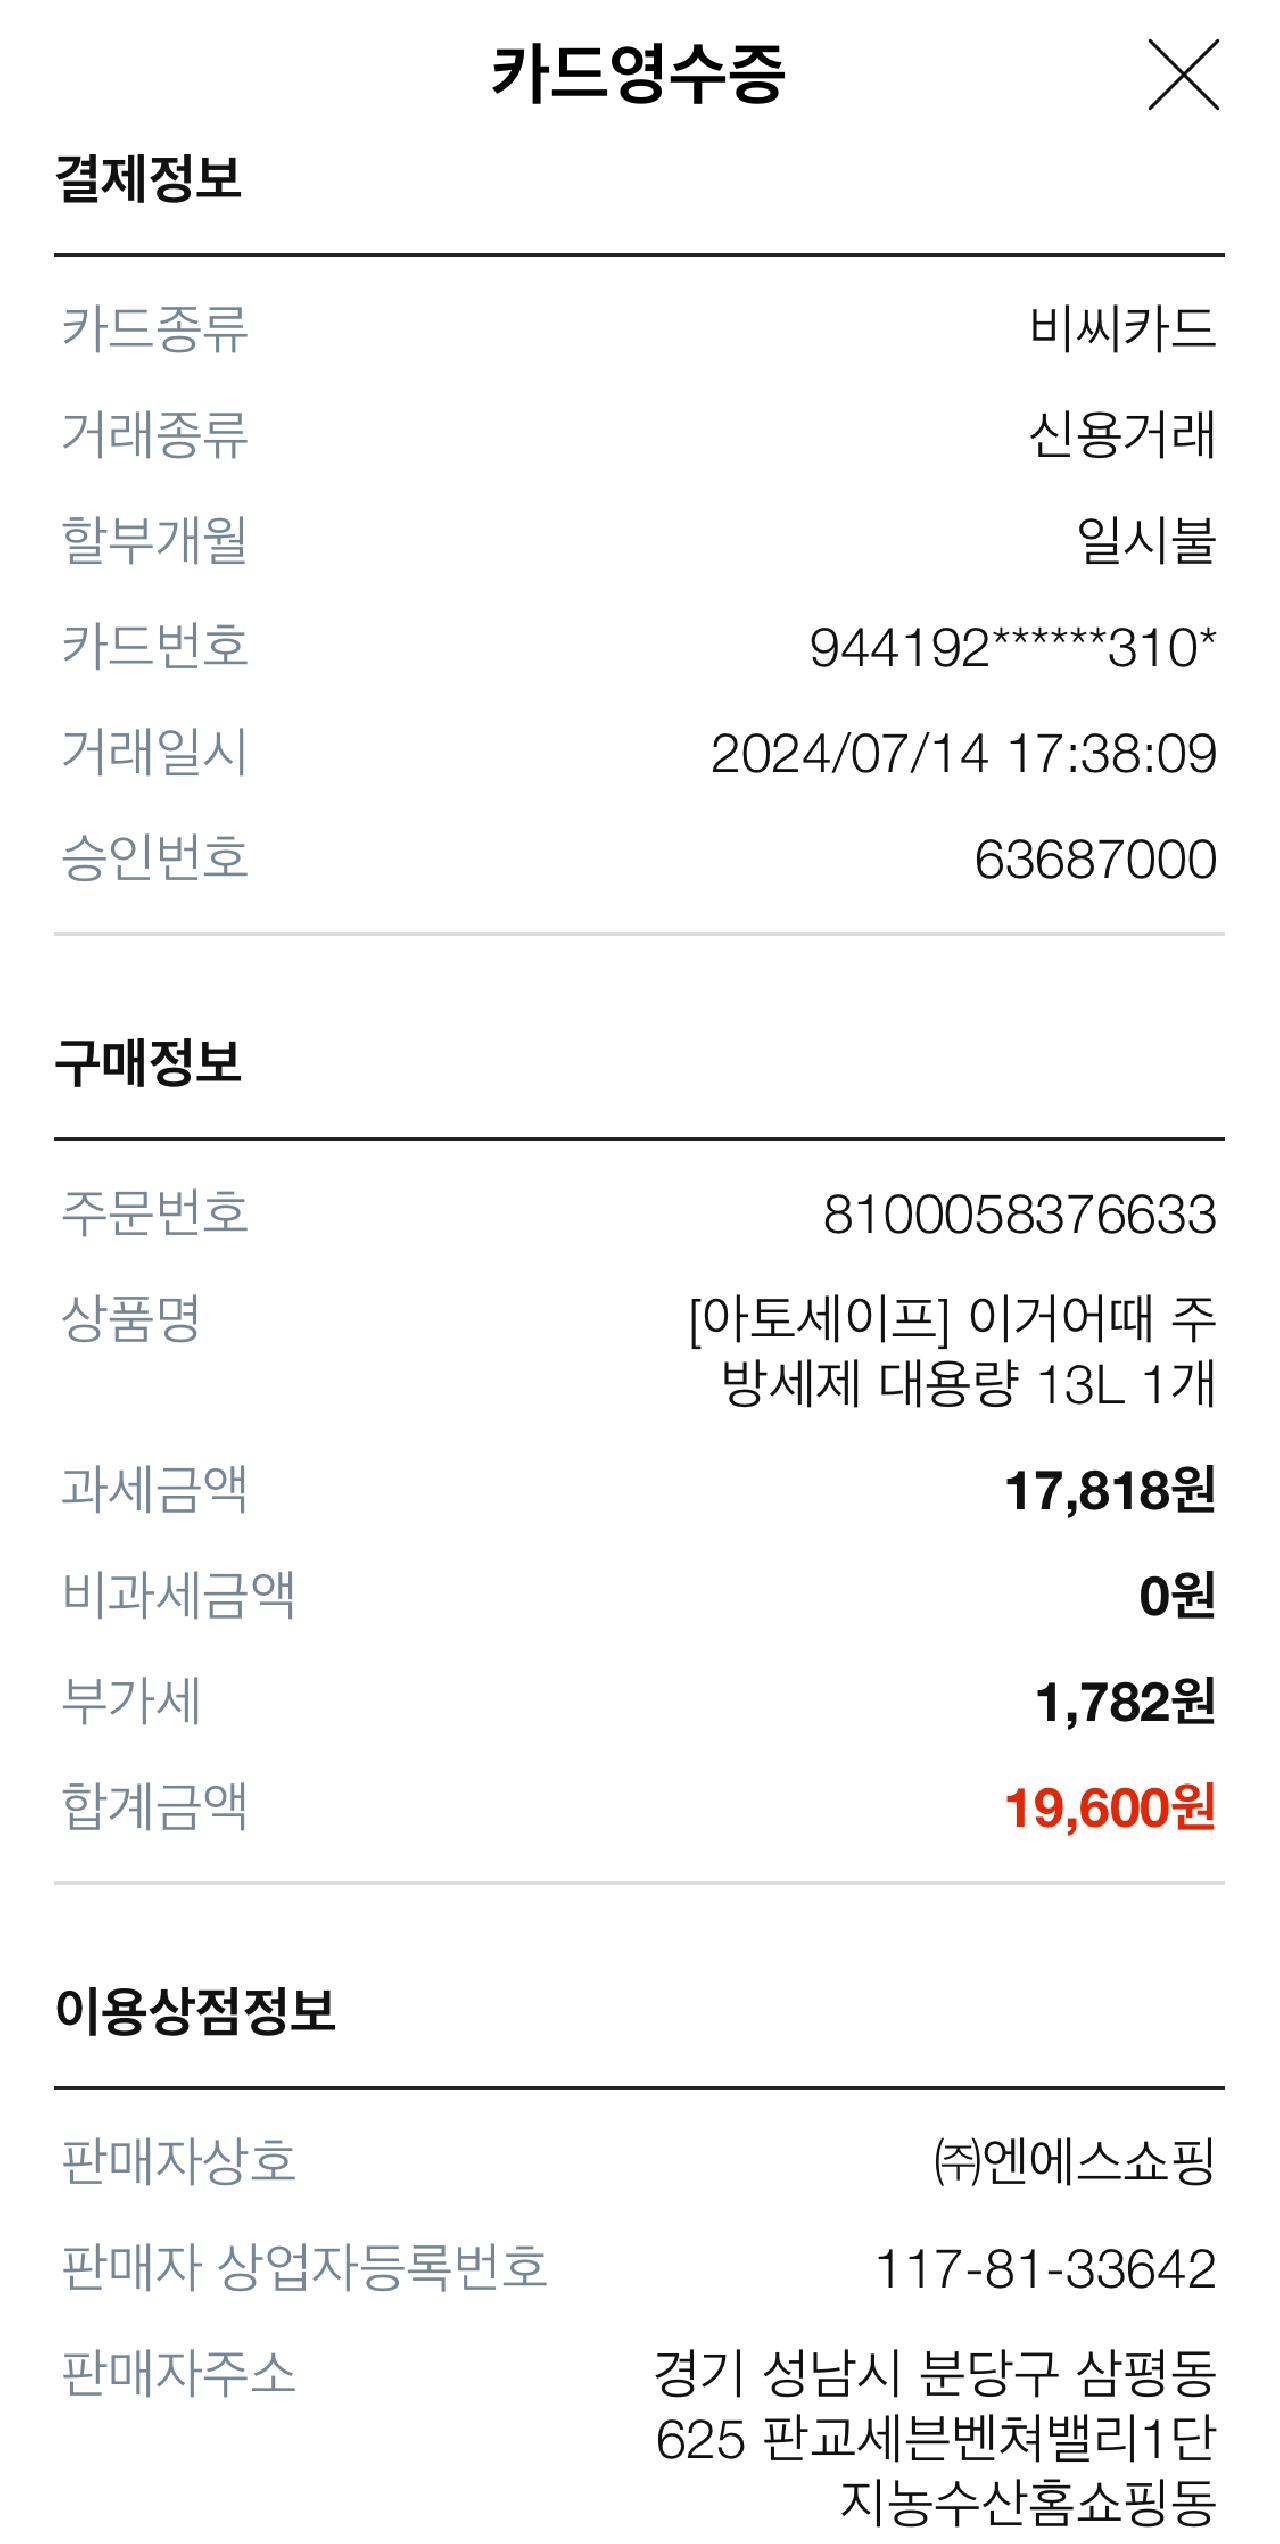 카드영수증
결제정보
카드종류 비씨카드
거래종류 신용거래
할부개월 일시불
카드번호 944192******310*
거래일시 2024/07/14 17:38:09
승인번호 63687000
구매정보
주문번호 8100058376633
상품명 [아토세이프] 이거어때 주
방세제 대용량 13L 1개
과세금액 17,818원
비과세금액 0원
부가세 1,782원
합계금액 19,600원
이용상점정보
판매자상호 ㈜엔에스쇼핑
판매자 상업자등록번호 117-81-33642
판매자주소 경기 성남시 분당구 삼평동
625 판교세븐벤쳐밸리1단
지농수산홈쇼핑동